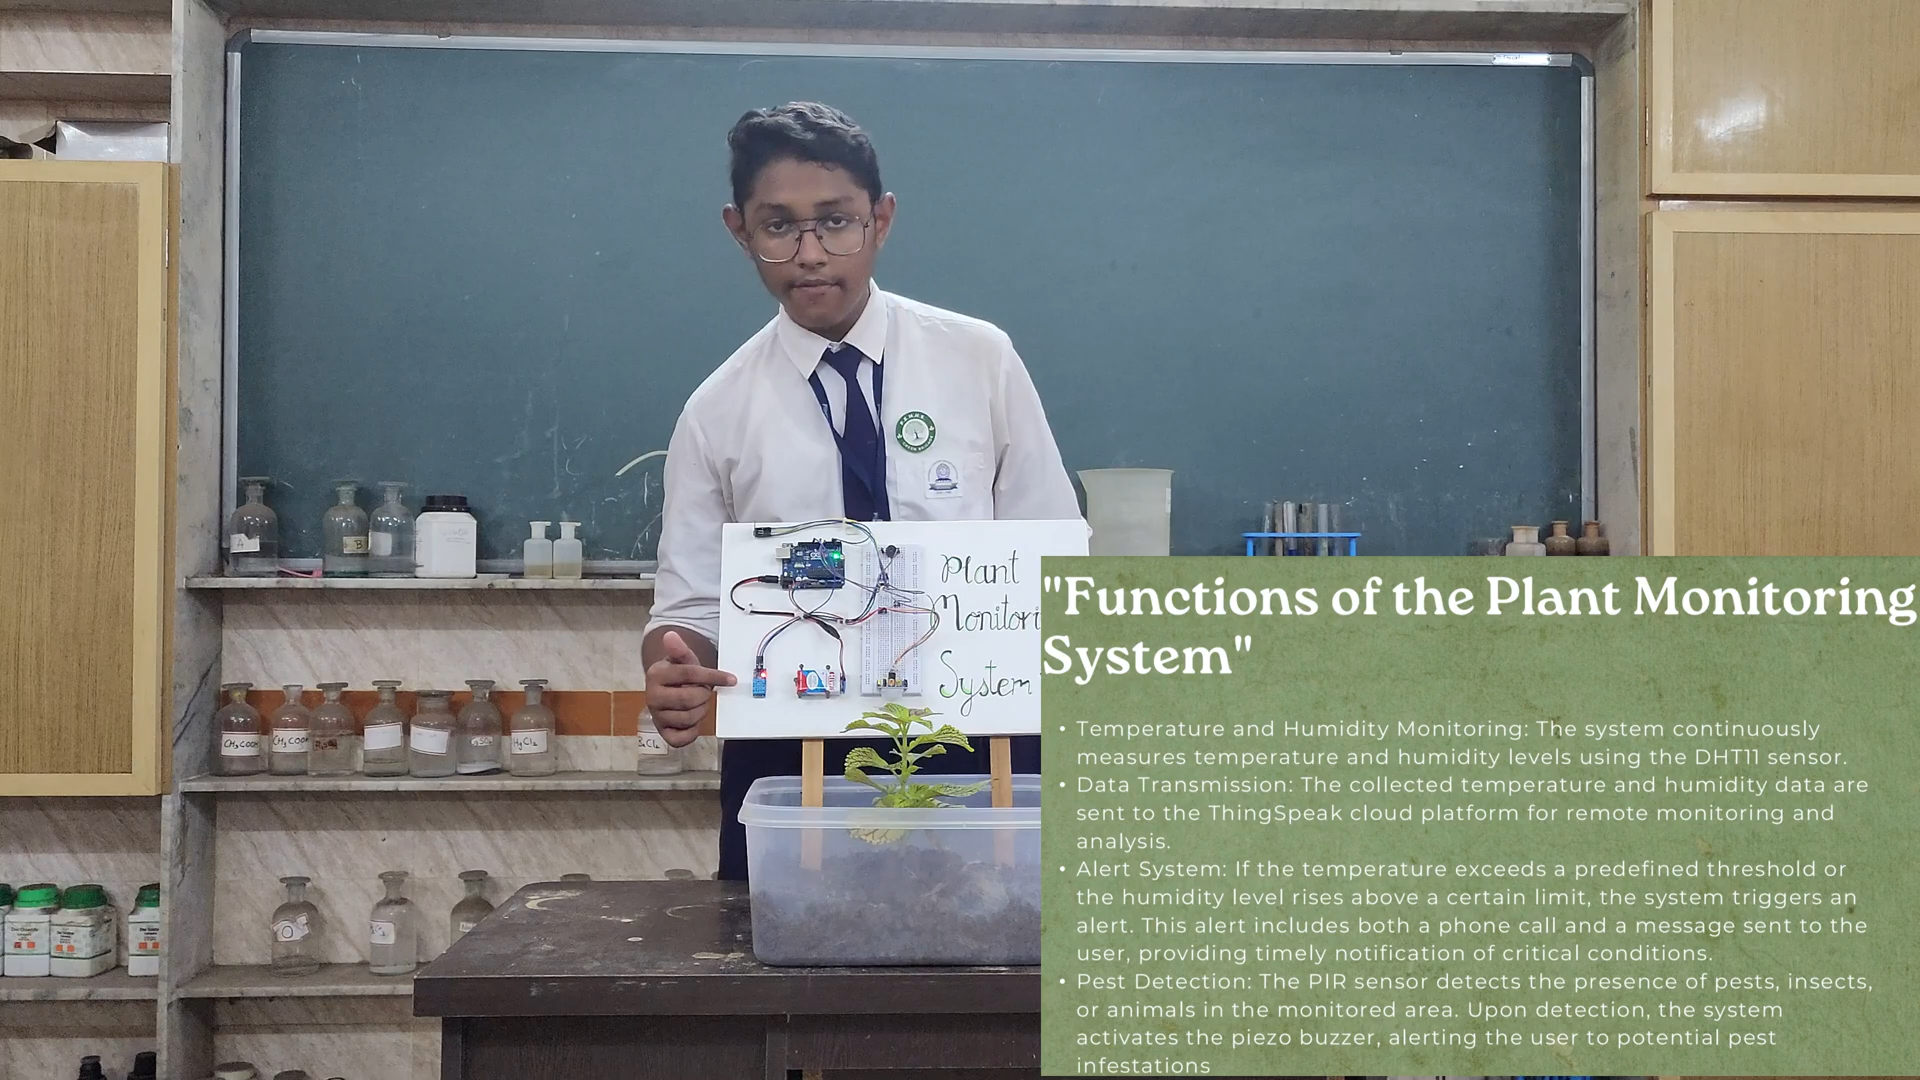 A
B
Plant
Monitori
System
CH3COOH
CH3COOH
HgCl2
BaCl2
"Functions of the Plant Monitoring
System"
• Temperature and Humidity Monitoring: The system continuously
measures temperature and humidity levels using the DHT11 sensor.
• Data Transmission: The collected temperature and humidity data are
sent to the ThingSpeak cloud platform for remote monitoring and
analysis.
• Alert System: If the temperature exceeds a predefined threshold or
the humidity level rises above a certain limit, the system triggers an
alert. This alert includes both a phone call and a message sent to the
user, providing timely notification of critical conditions.
• Pest Detection: The PIR sensor detects the presence of pests, insects,
or animals in the monitored area. Upon detection, the system
activates the piezo buzzer, alerting the user to potential pest
infestations